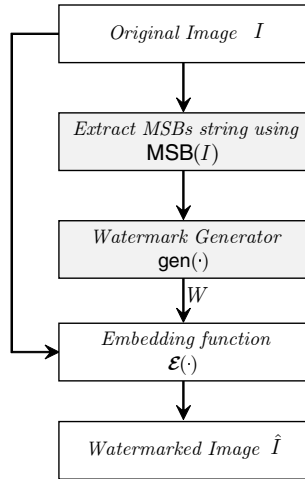 Original Image I
Extract MSBs string using
MSB(I)
Watermark Generator
gen(·)
W
Embedding function
𝓔(·)
Watermarked Image Î